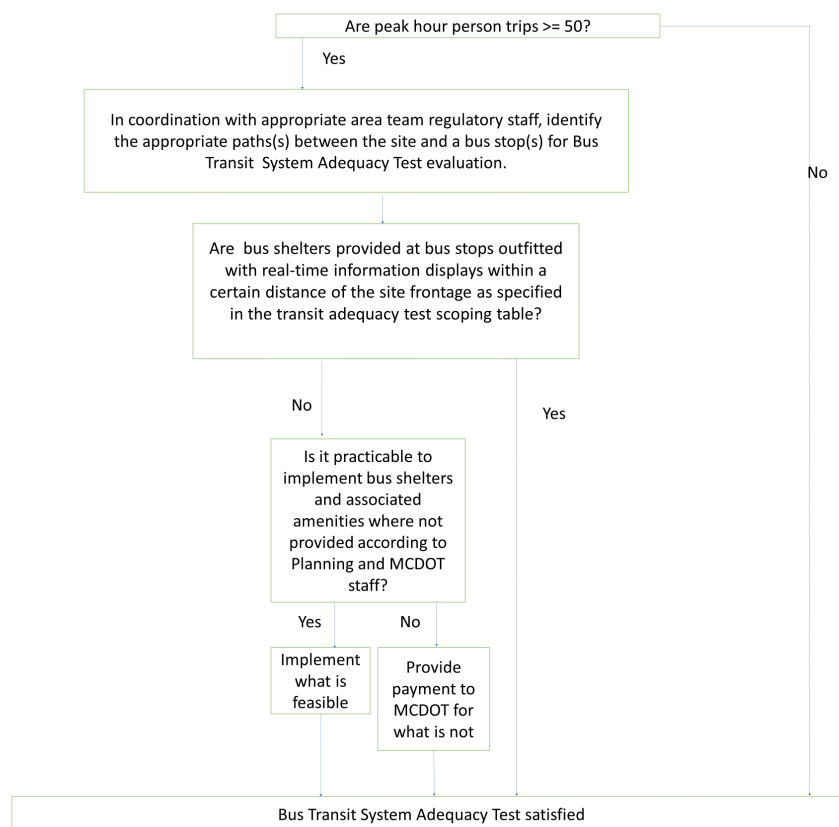 Are peak hour person trips >= 50?
Yes
In coordination with appropriate area team regulatory staff, identify
the appropriate paths(s) between the site and a bus stop(s) for Bus
Transit System Adequacy Test evaluation.
No
Are bus shelters provided at bus stops outfitted
with real-time information displays within a
certain distance of the site frontage as specified
in the transit adequacy test scoping table?
No
Yes
Is it practicable to
implement bus shelters
and associated
amenities where not
provided according to
Planning and MCDOT
staff?
Yes
No
Implement
what is
feasible
Provide
payment to
MCDOT for
what is not
Bus Transit System Adequacy Test satisfied